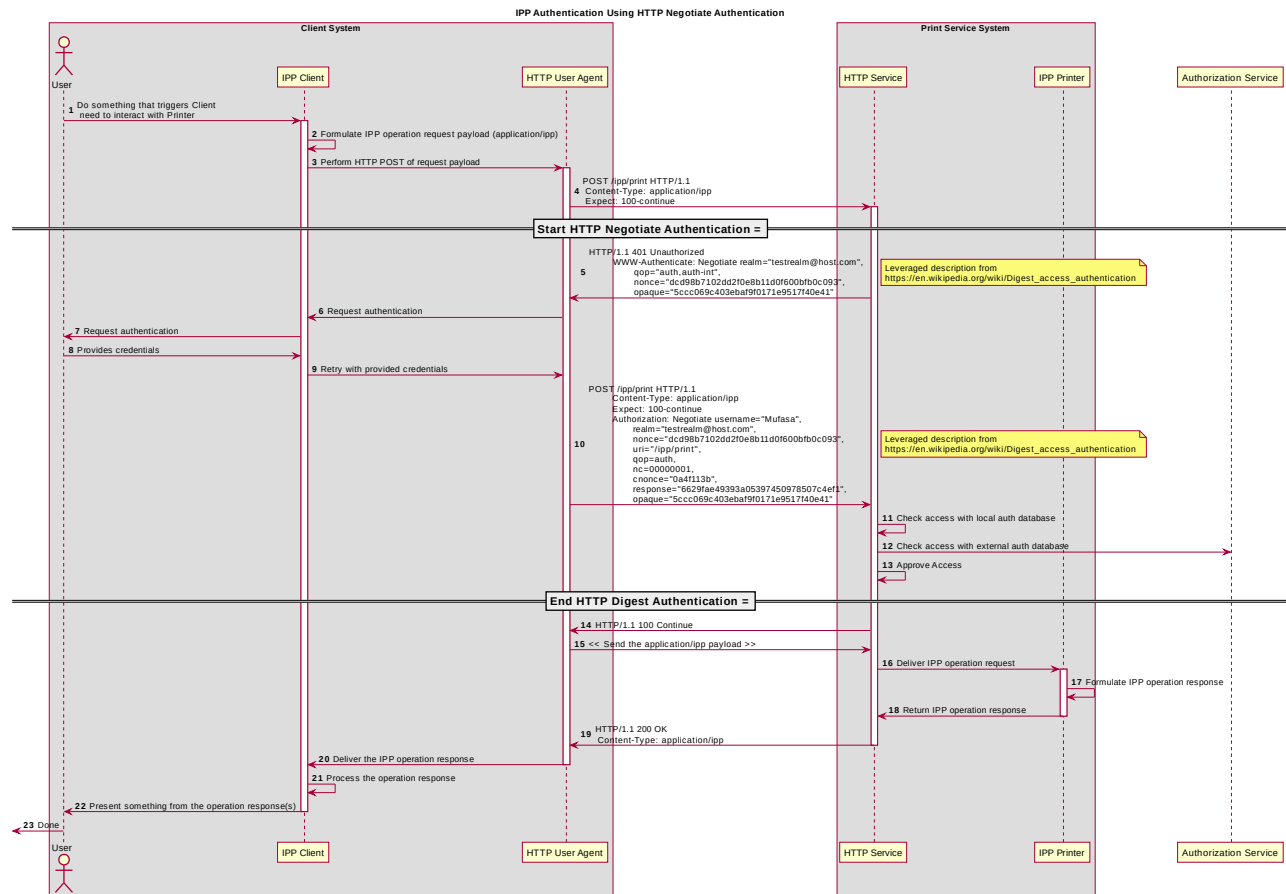 IPP Authentication Using HTTP Negotiate Authentication
Client System
Print Service System
User
IPP Client
HTTP User Agent
HTTP Service
IPP Printer
Authorization Service
1 Do something that triggers Client
need to interact with Printer
2 Formulate IPP operation request payload (application/ipp)
3 Perform HTTP POST of request payload
POST /ipp/print HTTP/1.1
4 Content-Type: application/ipp
Expect: 100-continue
Start HTTP Negotiate Authentication =
HTTP/1.1 401 Unauthorized
WWW-Authenticate: Negotiate realm="testrealm@host.com",
5 qop="auth,auth-int",
nonce="dcd98b7102dd2f0e8b11d0f600bfb0c093",
opaque="5ccc069c403ebaf9f0171e9517f40e41"
Leveraged description from
https://en.wikipedia.org/wiki/Digest_access_authentication
6 Request authentication
7 Request authentication
8 Provides credentials
9 Retry with provided credentials
POST /ipp/print HTTP/1.1
Content-Type: application/ipp
Expect: 100-continue
Authorization: Negotiate username="Mufasa",
realm="testrealm@host.com",
nonce="dcd98b7102dd2f0e8b11d0f600bfb0c093",
10 uri="/ipp/print",
qop=auth,
nc=00000001,
cnonce="0a4f113b",
response="6629fae49393a05397450978507c4ef1",
opaque="5ccc069c403ebaf9f0171e9517f40e41"
Leveraged description from
https://en.wikipedia.org/wiki/Digest_access_authentication
11 Check access with local auth database
12 Check access with external auth database
13 Approve Access
End HTTP Digest Authentication =
14 HTTP/1.1 100 Continue
15 << Send the application/ipp payload >>
16 Deliver IPP operation request
17 Formulate IPP operation response
18 Return IPP operation response
19 HTTP/1.1 200 OK
Content-Type: application/ipp
20 Deliver the IPP operation response
21 Process the operation response
22 Present something from the operation response(s)
23 Done
User
IPP Client
HTTP User Agent
HTTP Service
IPP Printer
Authorization Service